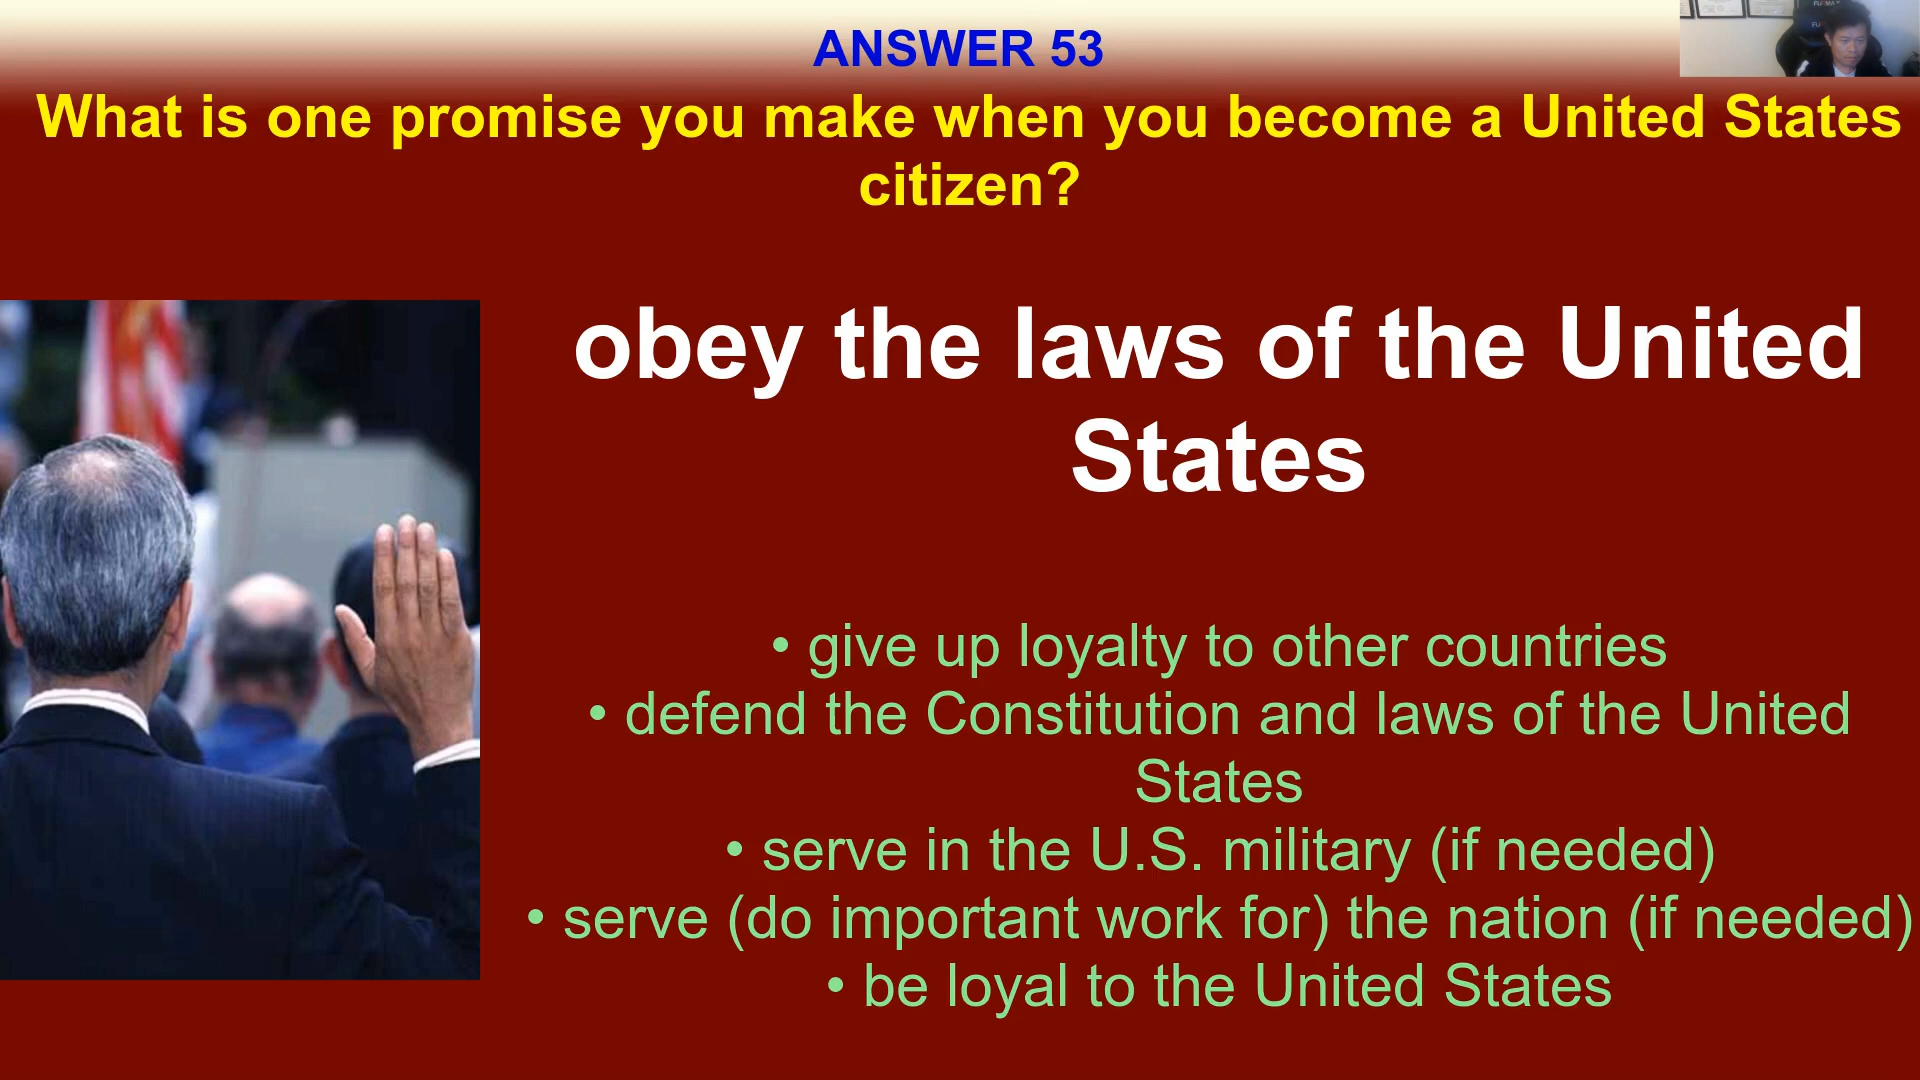 ANSWER 53
What is one promise you make when you become a United States
citizen?
obey the laws of the United
States
• give up loyalty to other countries
• defend the Constitution and laws of the United
States
• serve in the U.S. military (if needed)
• serve (do important work for) the nation (if needed)
• be loyal to the United States